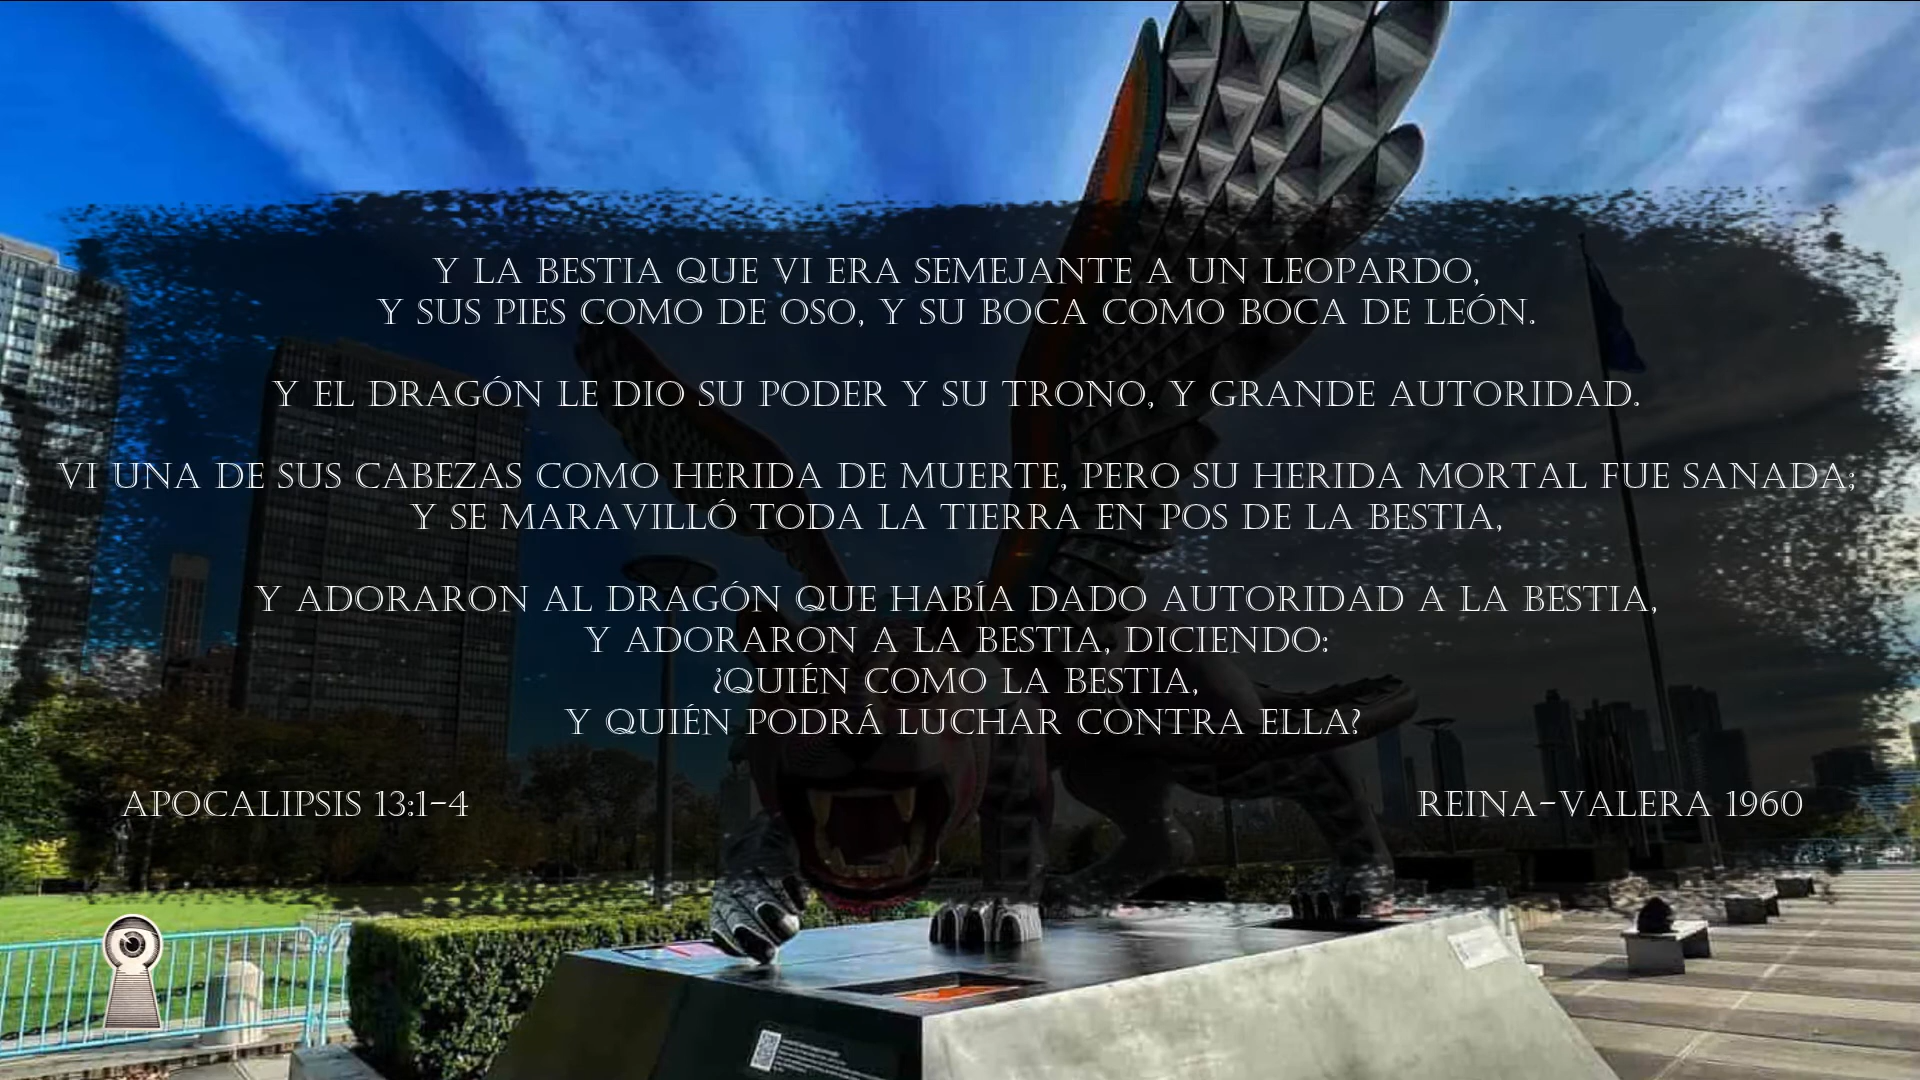 Y LA BESTIA QUE VI ERA SEMEJANTE A UN LEOPARDO,
Y SUS PIES COMO DE OSO, Y SU BOCA COMO BOCA DE LEÓN.
Y EL DRAGÓN LE DIO SU PODER Y SU TRONO, Y GRANDE AUTORIDAD.
VI UNA DE SUS CABEZAS COMO HERIDA DE MUERTE, PERO SU HERIDA MORTAL FUE SANADA;
Y SE MARAVILLÓ TODA LA TIERRA EN POS DE LA BESTIA,
Y ADORARON AL DRAGÓN QUE HABÍA DADO AUTORIDAD A LA BESTIA,
Y ADORARON A LA BESTIA, DICIENDO:
¿QUIÉN COMO LA BESTIA,
Y QUIÉN PODRÁ LUCHAR CONTRA ELLA?
APOCALIPSIS 13:1-4
REINA-VALERA 1960